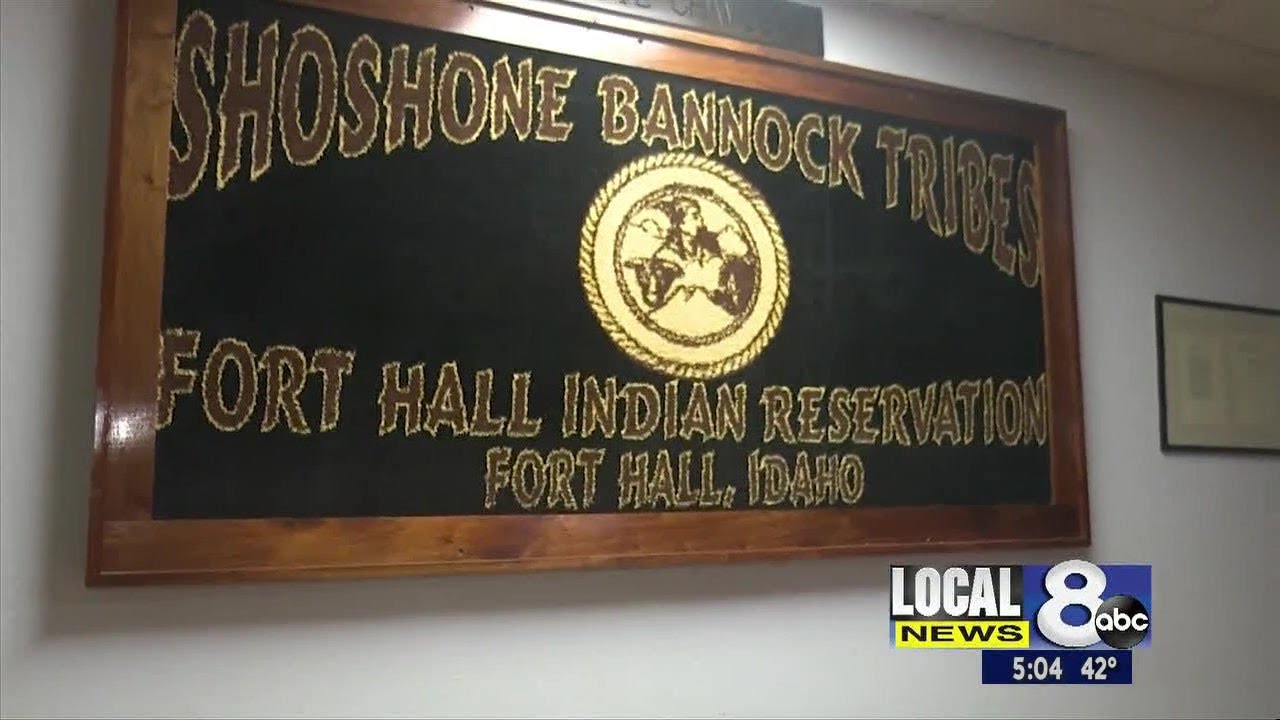 SHOSHONE BANNOCK TRIBES
FORT HALL INDIAN RESERVATION
FORT HALL, IDAHO
LOCAL 8 abc
NEWS
5:04 42°